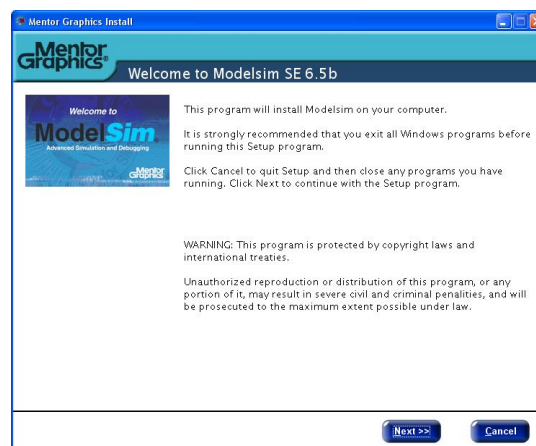 Mentor Graphics Install
Mentor
Graphics®
Welcome to Modelsim SE 6.5b
Welcome to
ModelSim
Advanced Simulation and Debugging
Mentor
Graphics
This program will install Modelsim on your computer.
It is strongly recommended that you exit all Windows programs before
running this Setup program.
Click Cancel to quit Setup and then close any programs you have
running. Click Next to continue with the Setup program.
WARNING: This program is protected by copyright laws and
international treaties.
Unauthorized reproduction or distribution of this program, or any
portion of it, may result in severe civil and criminal penalities, and will
be prosecuted to the maximum extent possible under law.
Next >>
Cancel